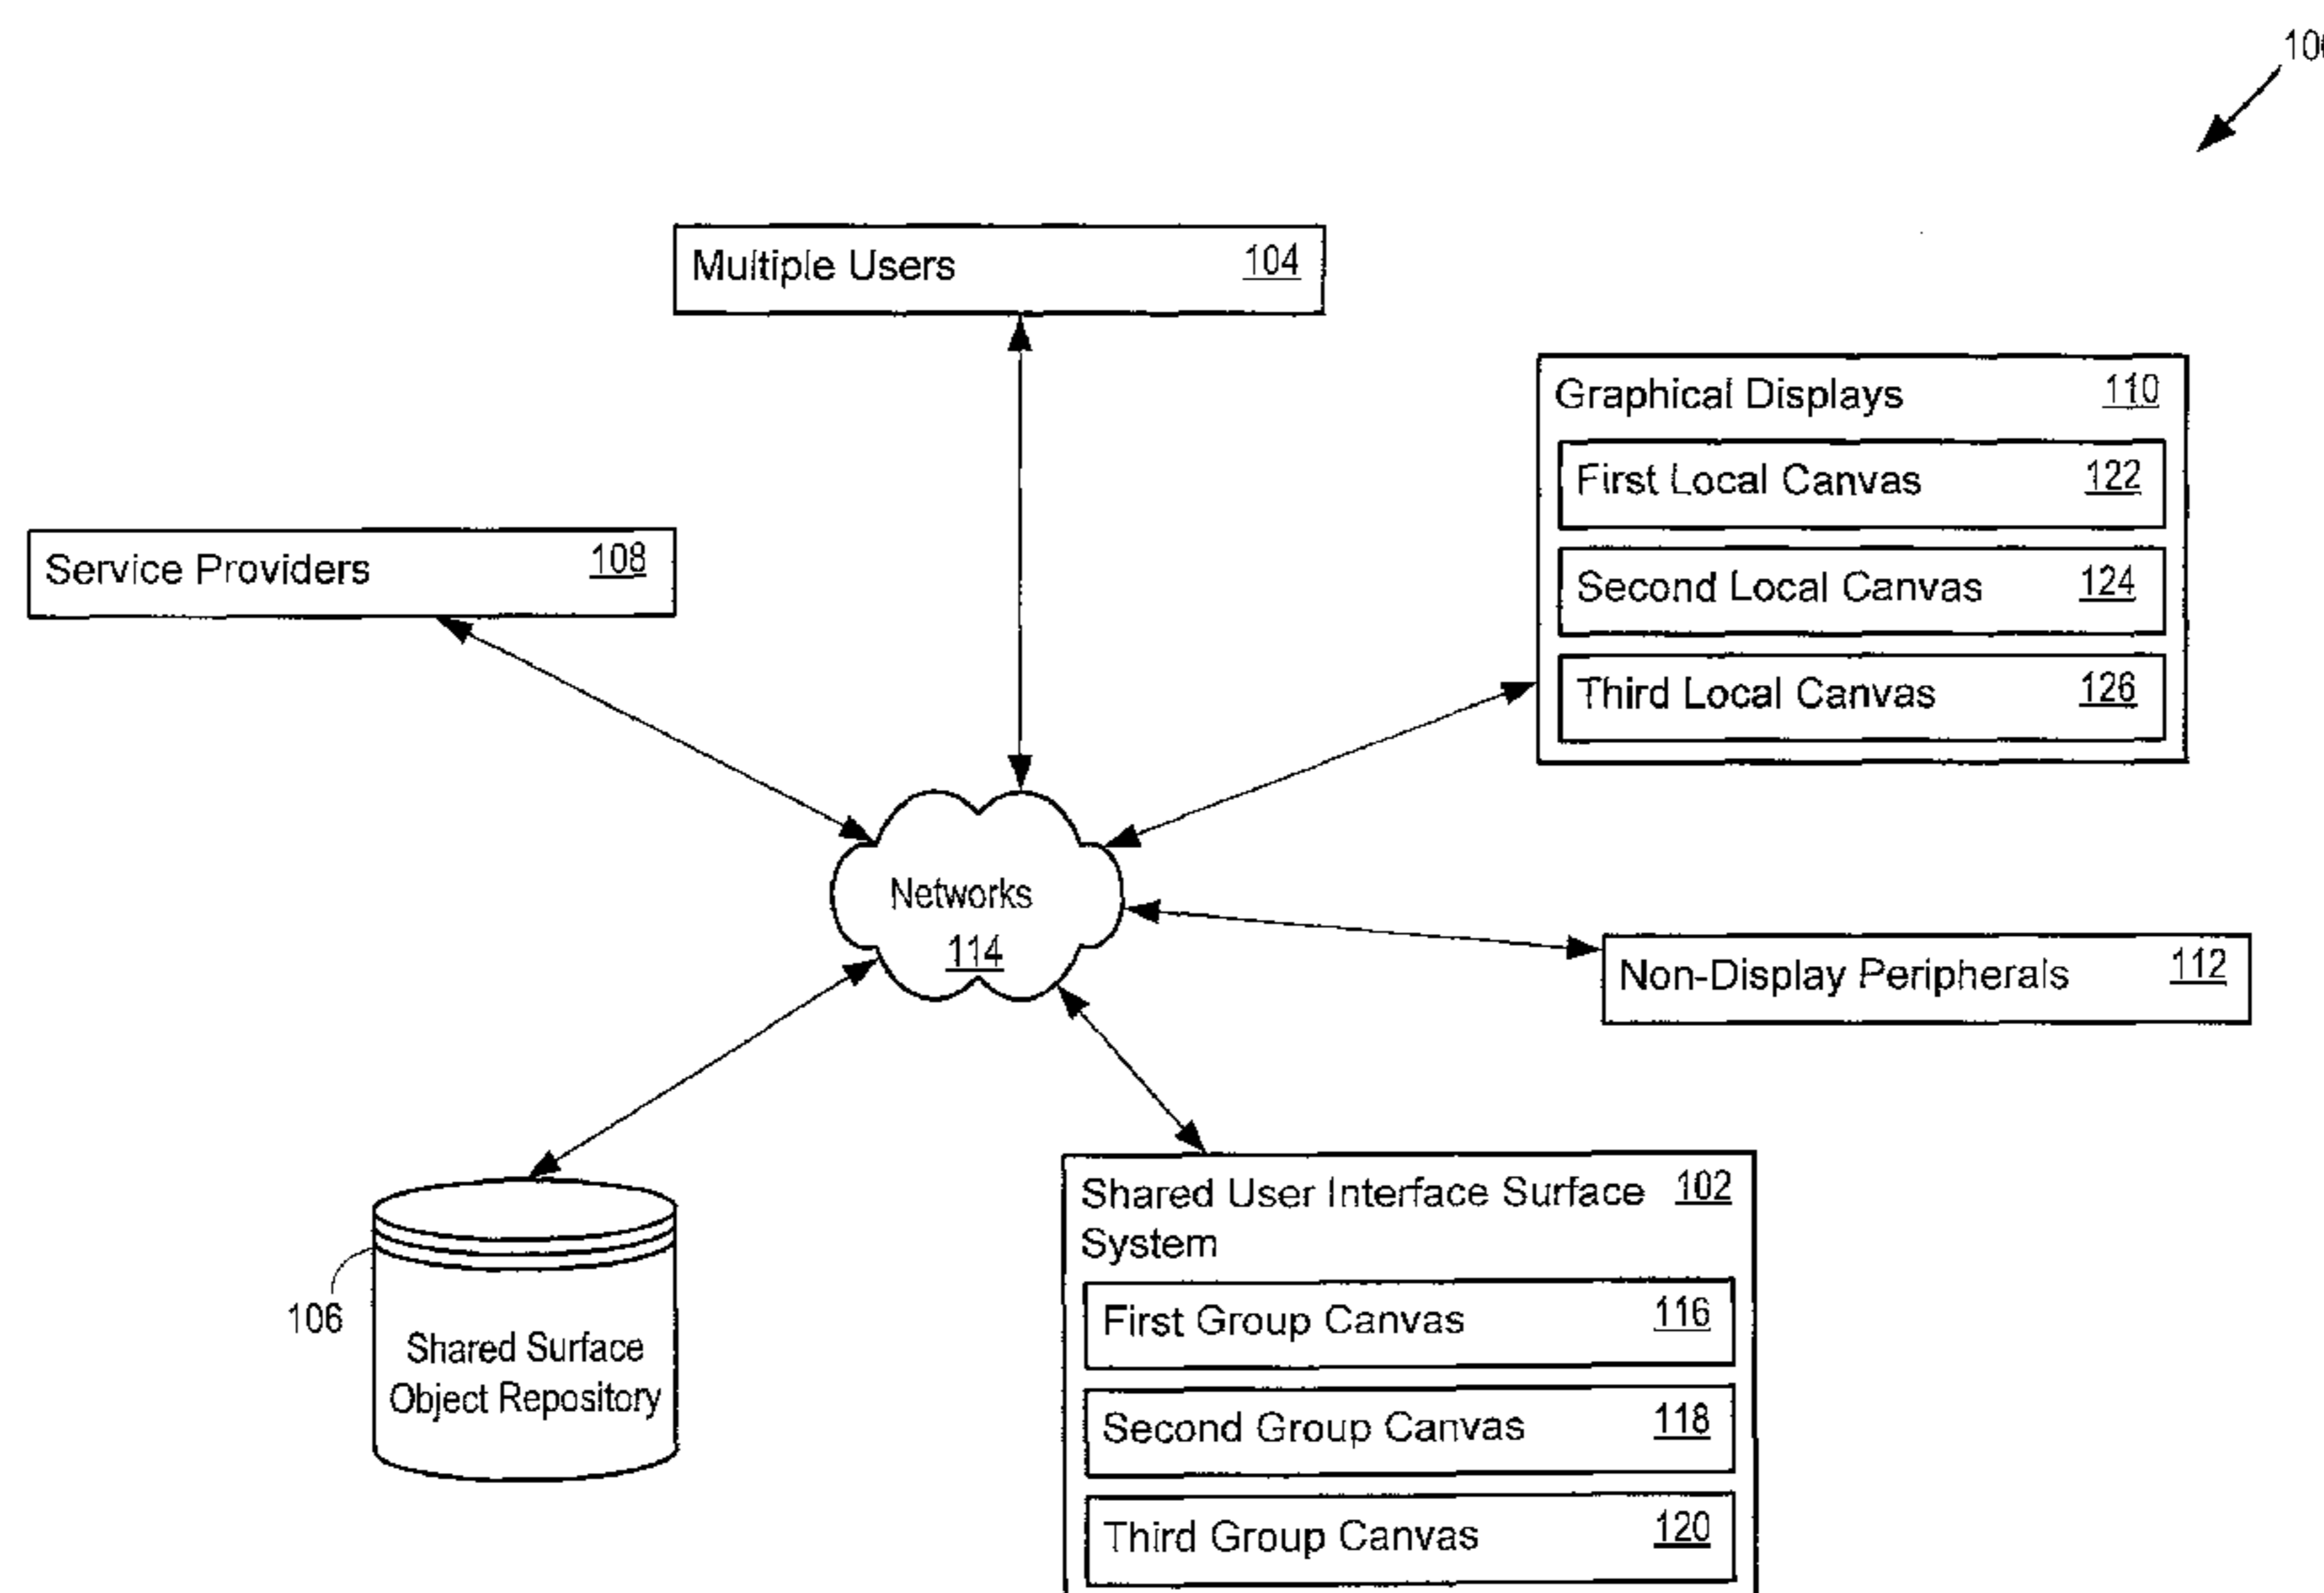 100
Multiple Users 104
Graphical Displays 110
First Local Canvas 122
Second Local Canvas 124
Third Local Canvas 126
Service Providers 108
Networks
114
Non-Display Peripherals 112
Shared User Interface Surface 102
System
First Group Canvas 116
Second Group Canvas 118
Third Group Canvas 120
106
Shared Surface
Object Repository